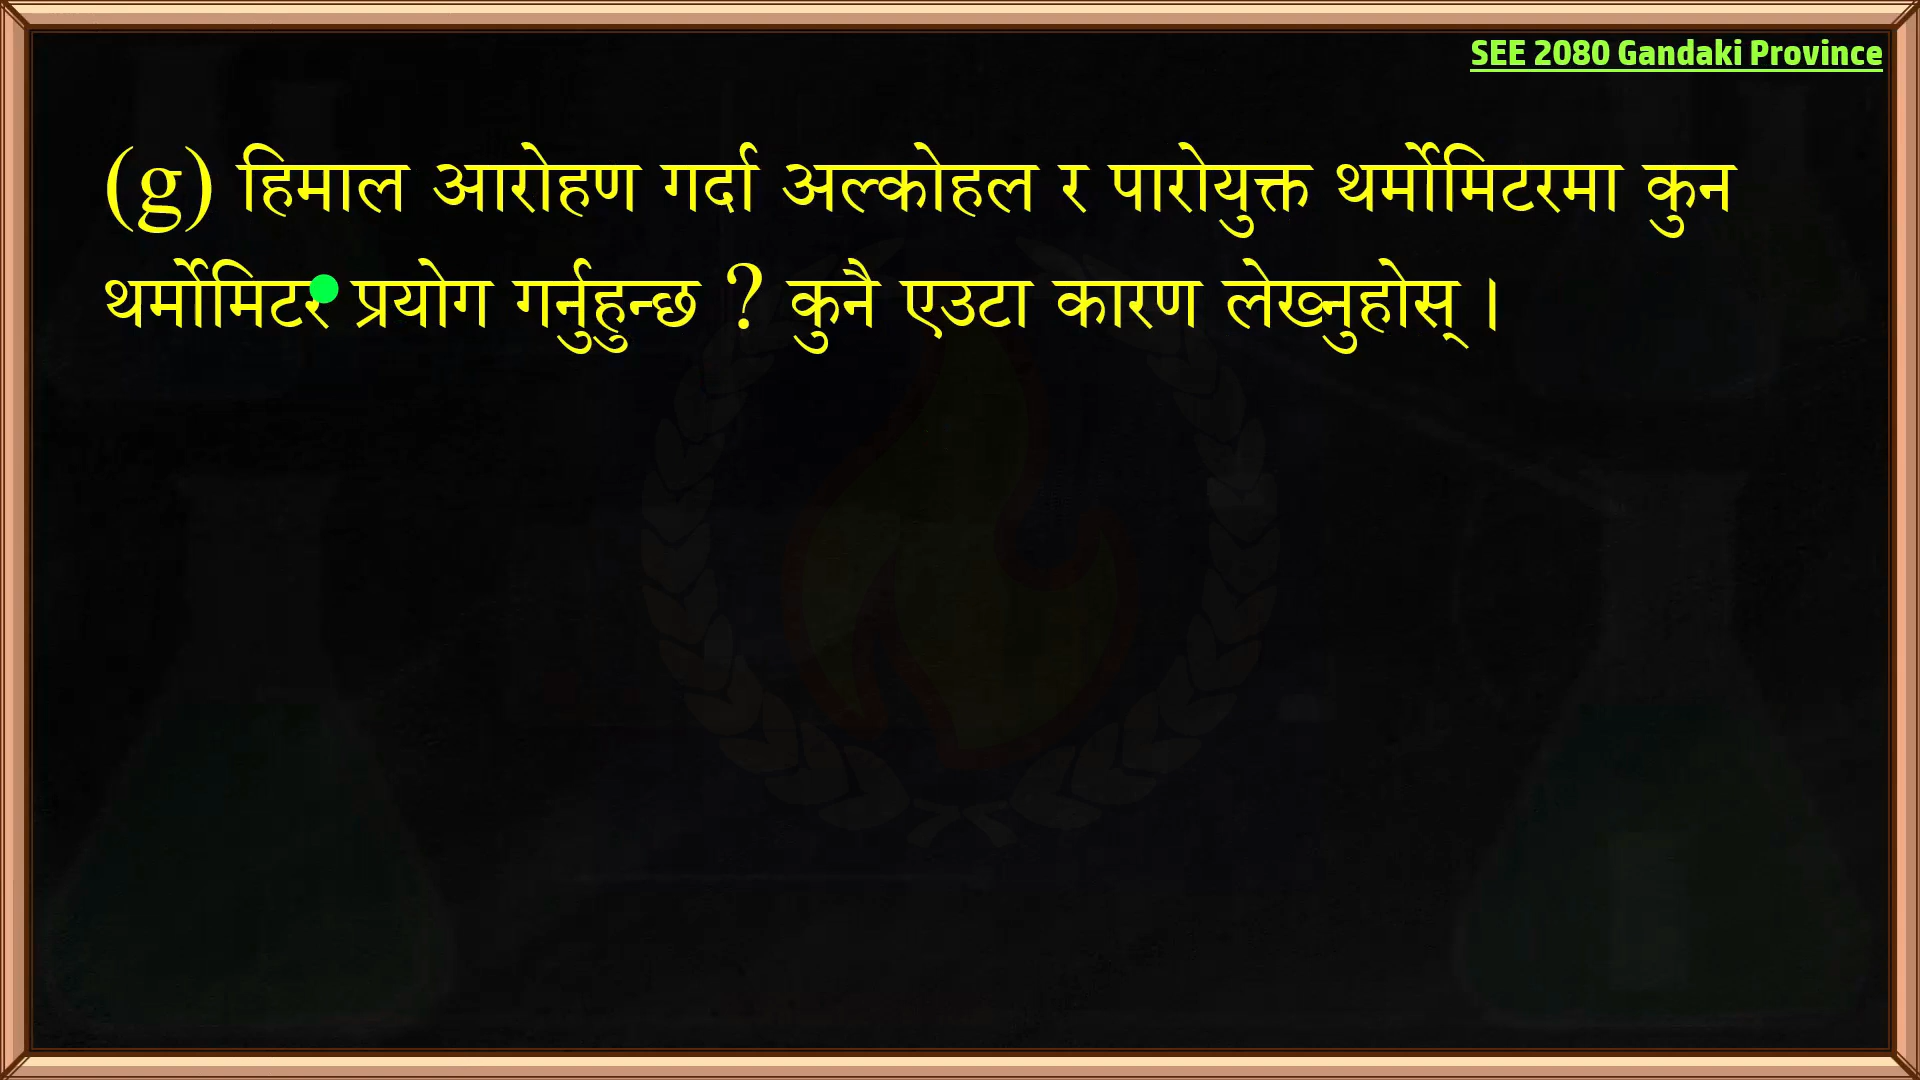 SEE 2080 Gandaki Province
(g) हिमाल आरोहण गर्दा अल्कोहल र पारोयुक्त थर्मोमिटरमा कुन
थर्मोमिटर प्रयोग गर्नुहुन्छ ? कुनै एउटा कारण लेख्नुहोस् ।